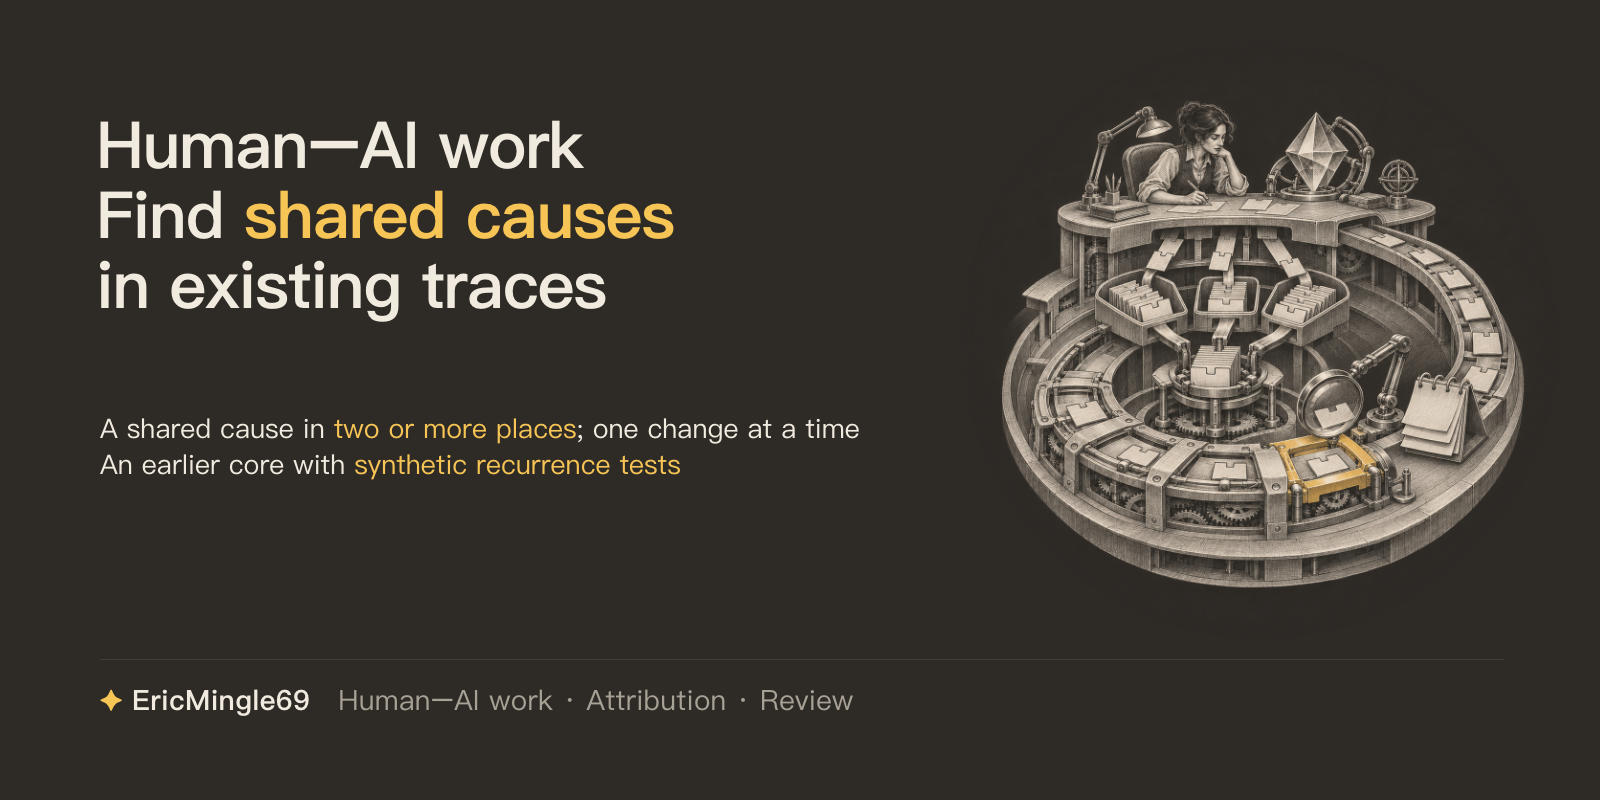 Human—AI work
Find shared causes
in existing traces
A shared cause in two or more places; one change at a time
An earlier core with synthetic recurrence tests
EricMingle69 Human—AI work · Attribution · Review